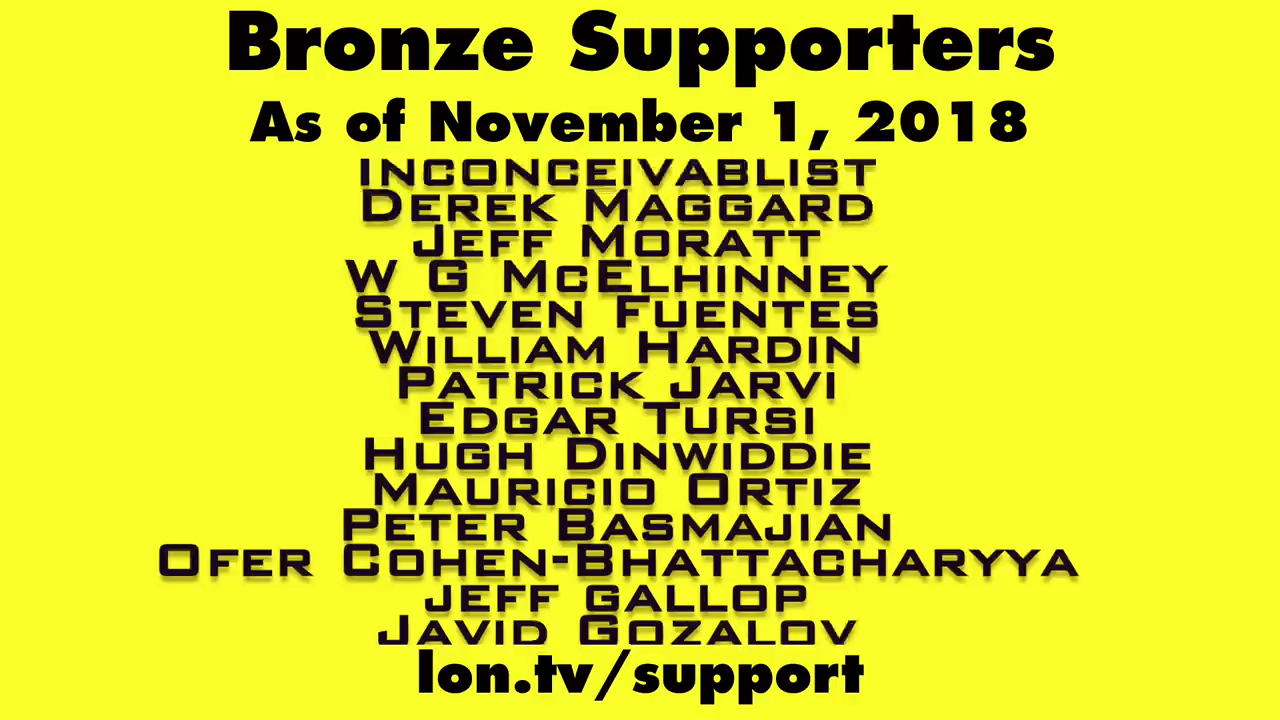 Bronze Supporters
As of November 1, 2018
INCONCEIVABLIST
DEREK MAGGARD
JEFF MORATT
W G MCELHINNEY
STEVEN FUENTES
WILLIAM HARDIN
PATRICK JARVI
EDGAR TURSI
HUGH DINWIDDIE
MAURICIO ORTIZ
PETER BASMAJIAN
OFER COHEN-BHATTACHARYYA
JEFF GALLOP
JAVID GOZALOV
lon.tv/support